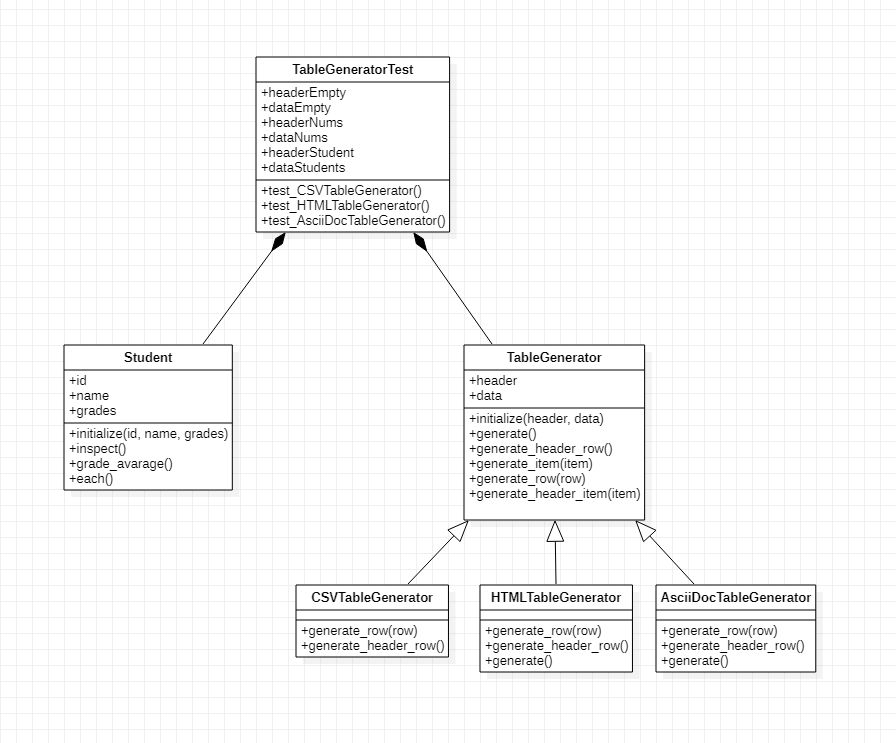 TableGeneratorTest
+headerEmpty
+dataEmpty
+headerNums
+dataNums
+headerStudent
+dataStudents
+test_CSVTableGenerator()
+test_HTMLTableGenerator()
+test_AsciiDocTableGenerator()
Student
+id
+name
+grades
+initialize(id, name, grades)
+inspect()
+grade_avarage()
+each()
TableGenerator
+header
+data
+initialize(header, data)
+generate()
+generate_header_row()
+generate_item(item)
+generate_row(row)
+generate_header_item(item)
CSVTableGenerator
+generate_row(row)
+generate_header_row()
HTMLTableGenerator
+generate_row(row)
+generate_header_row()
+generate()
AsciiDocTableGenerator
+generate_row(row)
+generate_header_row()
+generate()